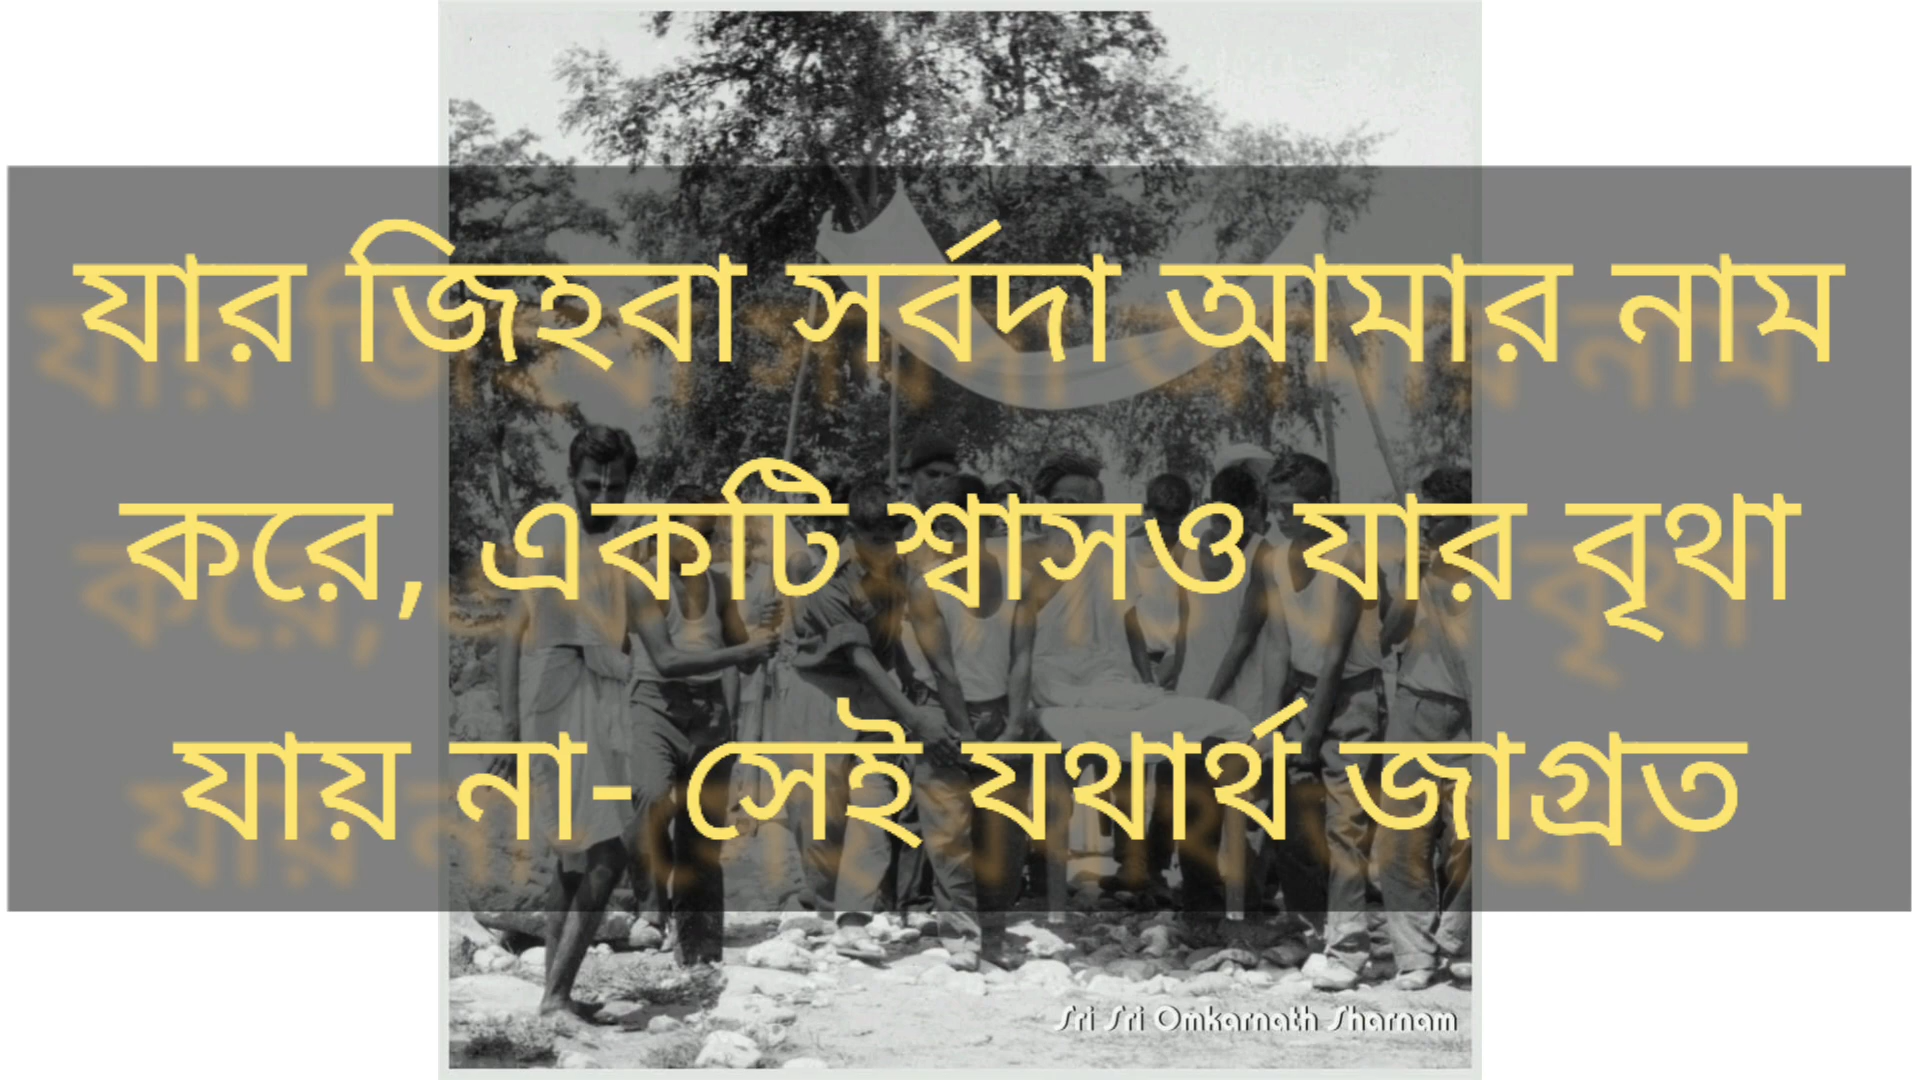 যার জিহবা সর্বদা আমার নাম
করে, একটি শ্বাসও যার বৃথা
যায় না- সেই যথার্থ জাগ্রত
Sri Sri Omkarnath Sharnam